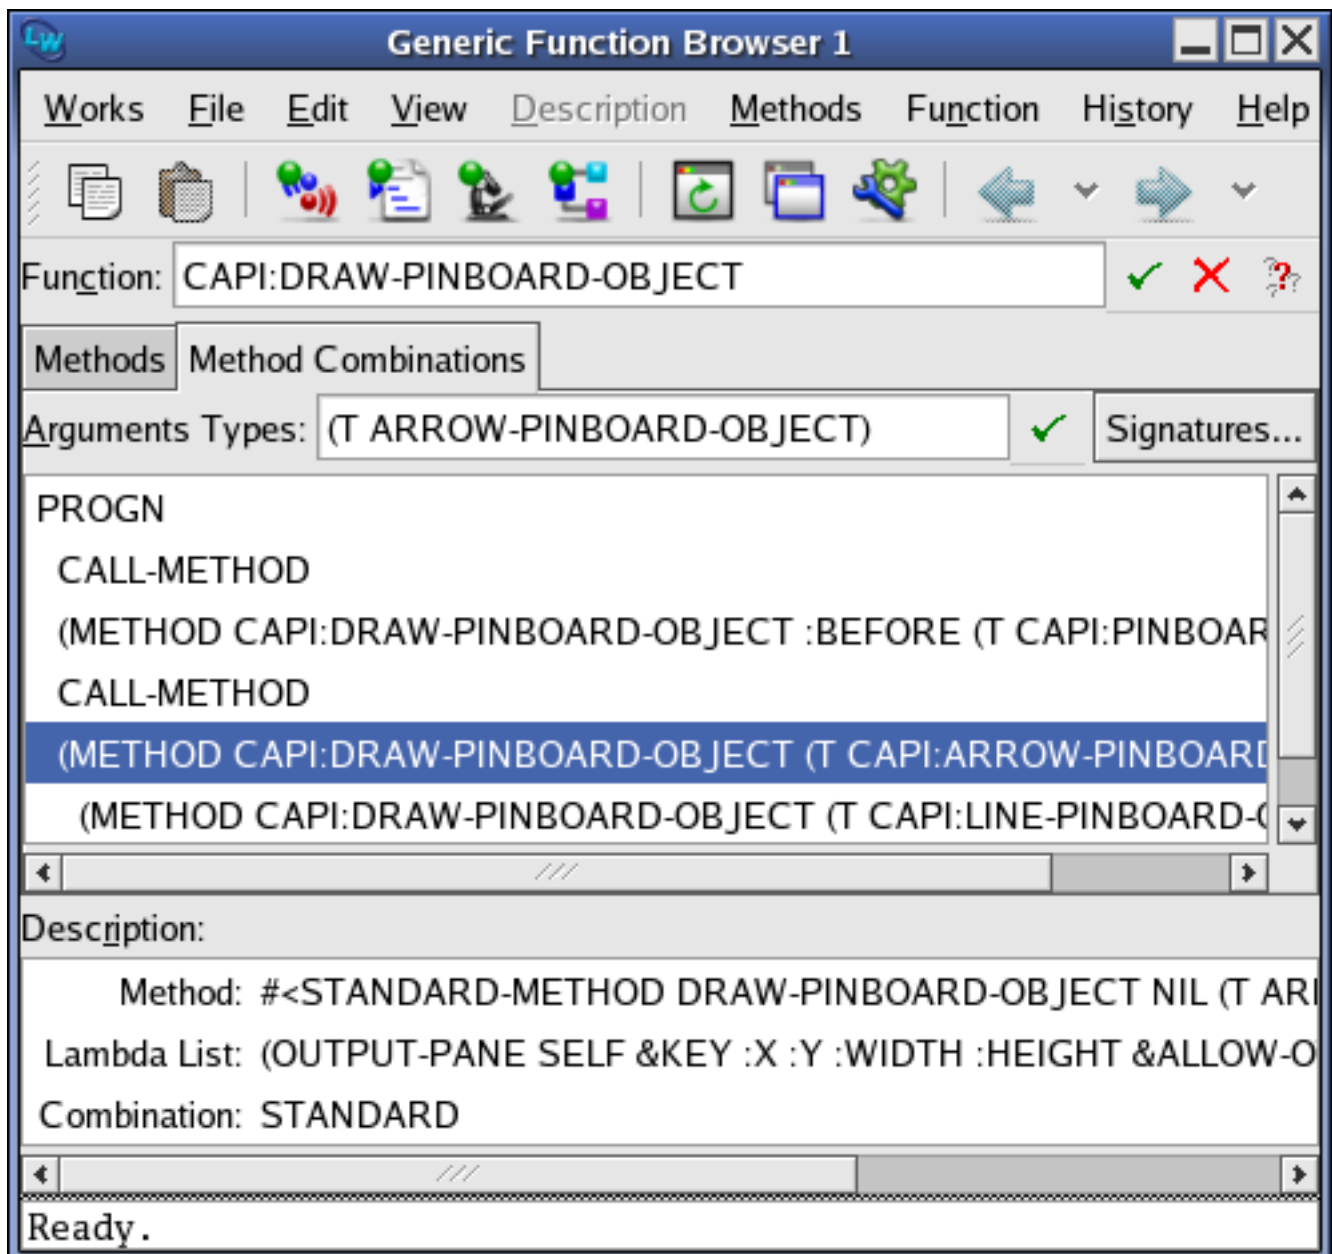 LW Generic Function Browser 1
Works File Edit View Description Methods Function History Help
Function: CAPI:DRAW-PINBOARD-OBJECT
Methods Method Combinations
Arguments Types: (T ARROW-PINBOARD-OBJECT) Signatures...
PROGN
CALL-METHOD
(METHOD CAPI:DRAW-PINBOARD-OBJECT :BEFORE (T CAPI:PINBOAR
CALL-METHOD
(METHOD CAPI:DRAW-PINBOARD-OBJECT (T CAPI:ARROW-PINBOARD
(METHOD CAPI:DRAW-PINBOARD-OBJECT (T CAPI:LINE-PINBOARD-
Description:
Method: #<STANDARD-METHOD DRAW-PINBOARD-OBJECT NIL (T AR
Lambda List: (OUTPUT-PANE SELF &KEY :X :Y :WIDTH :HEIGHT &ALLOW-O
Combination: STANDARD
Ready.